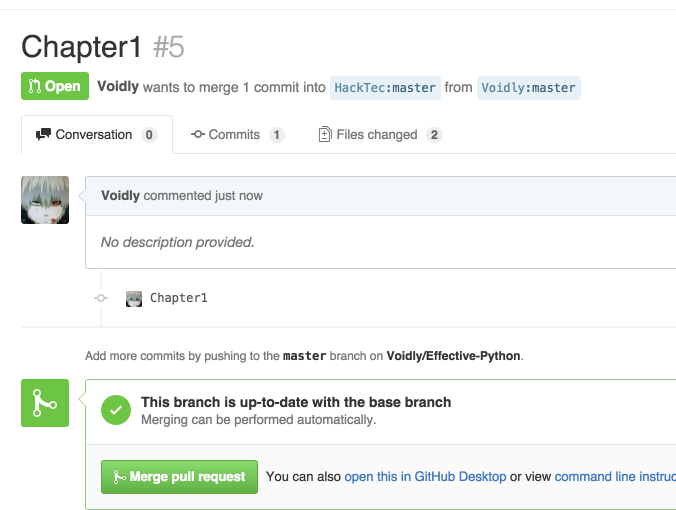 Chapter1 #5
Open Voidly wants to merge 1 commit into HackTec:master from Voidly:master
Conversation 0 Commits 1 Files changed 2
Voidly commented just now
No description provided.
Chapter1
Add more commits by pushing to the master branch on Voidly/Effective-Python.
This branch is up-to-date with the base branch
Merging can be performed automatically.
Merge pull request You can also open this in GitHub Desktop or view command line instruc